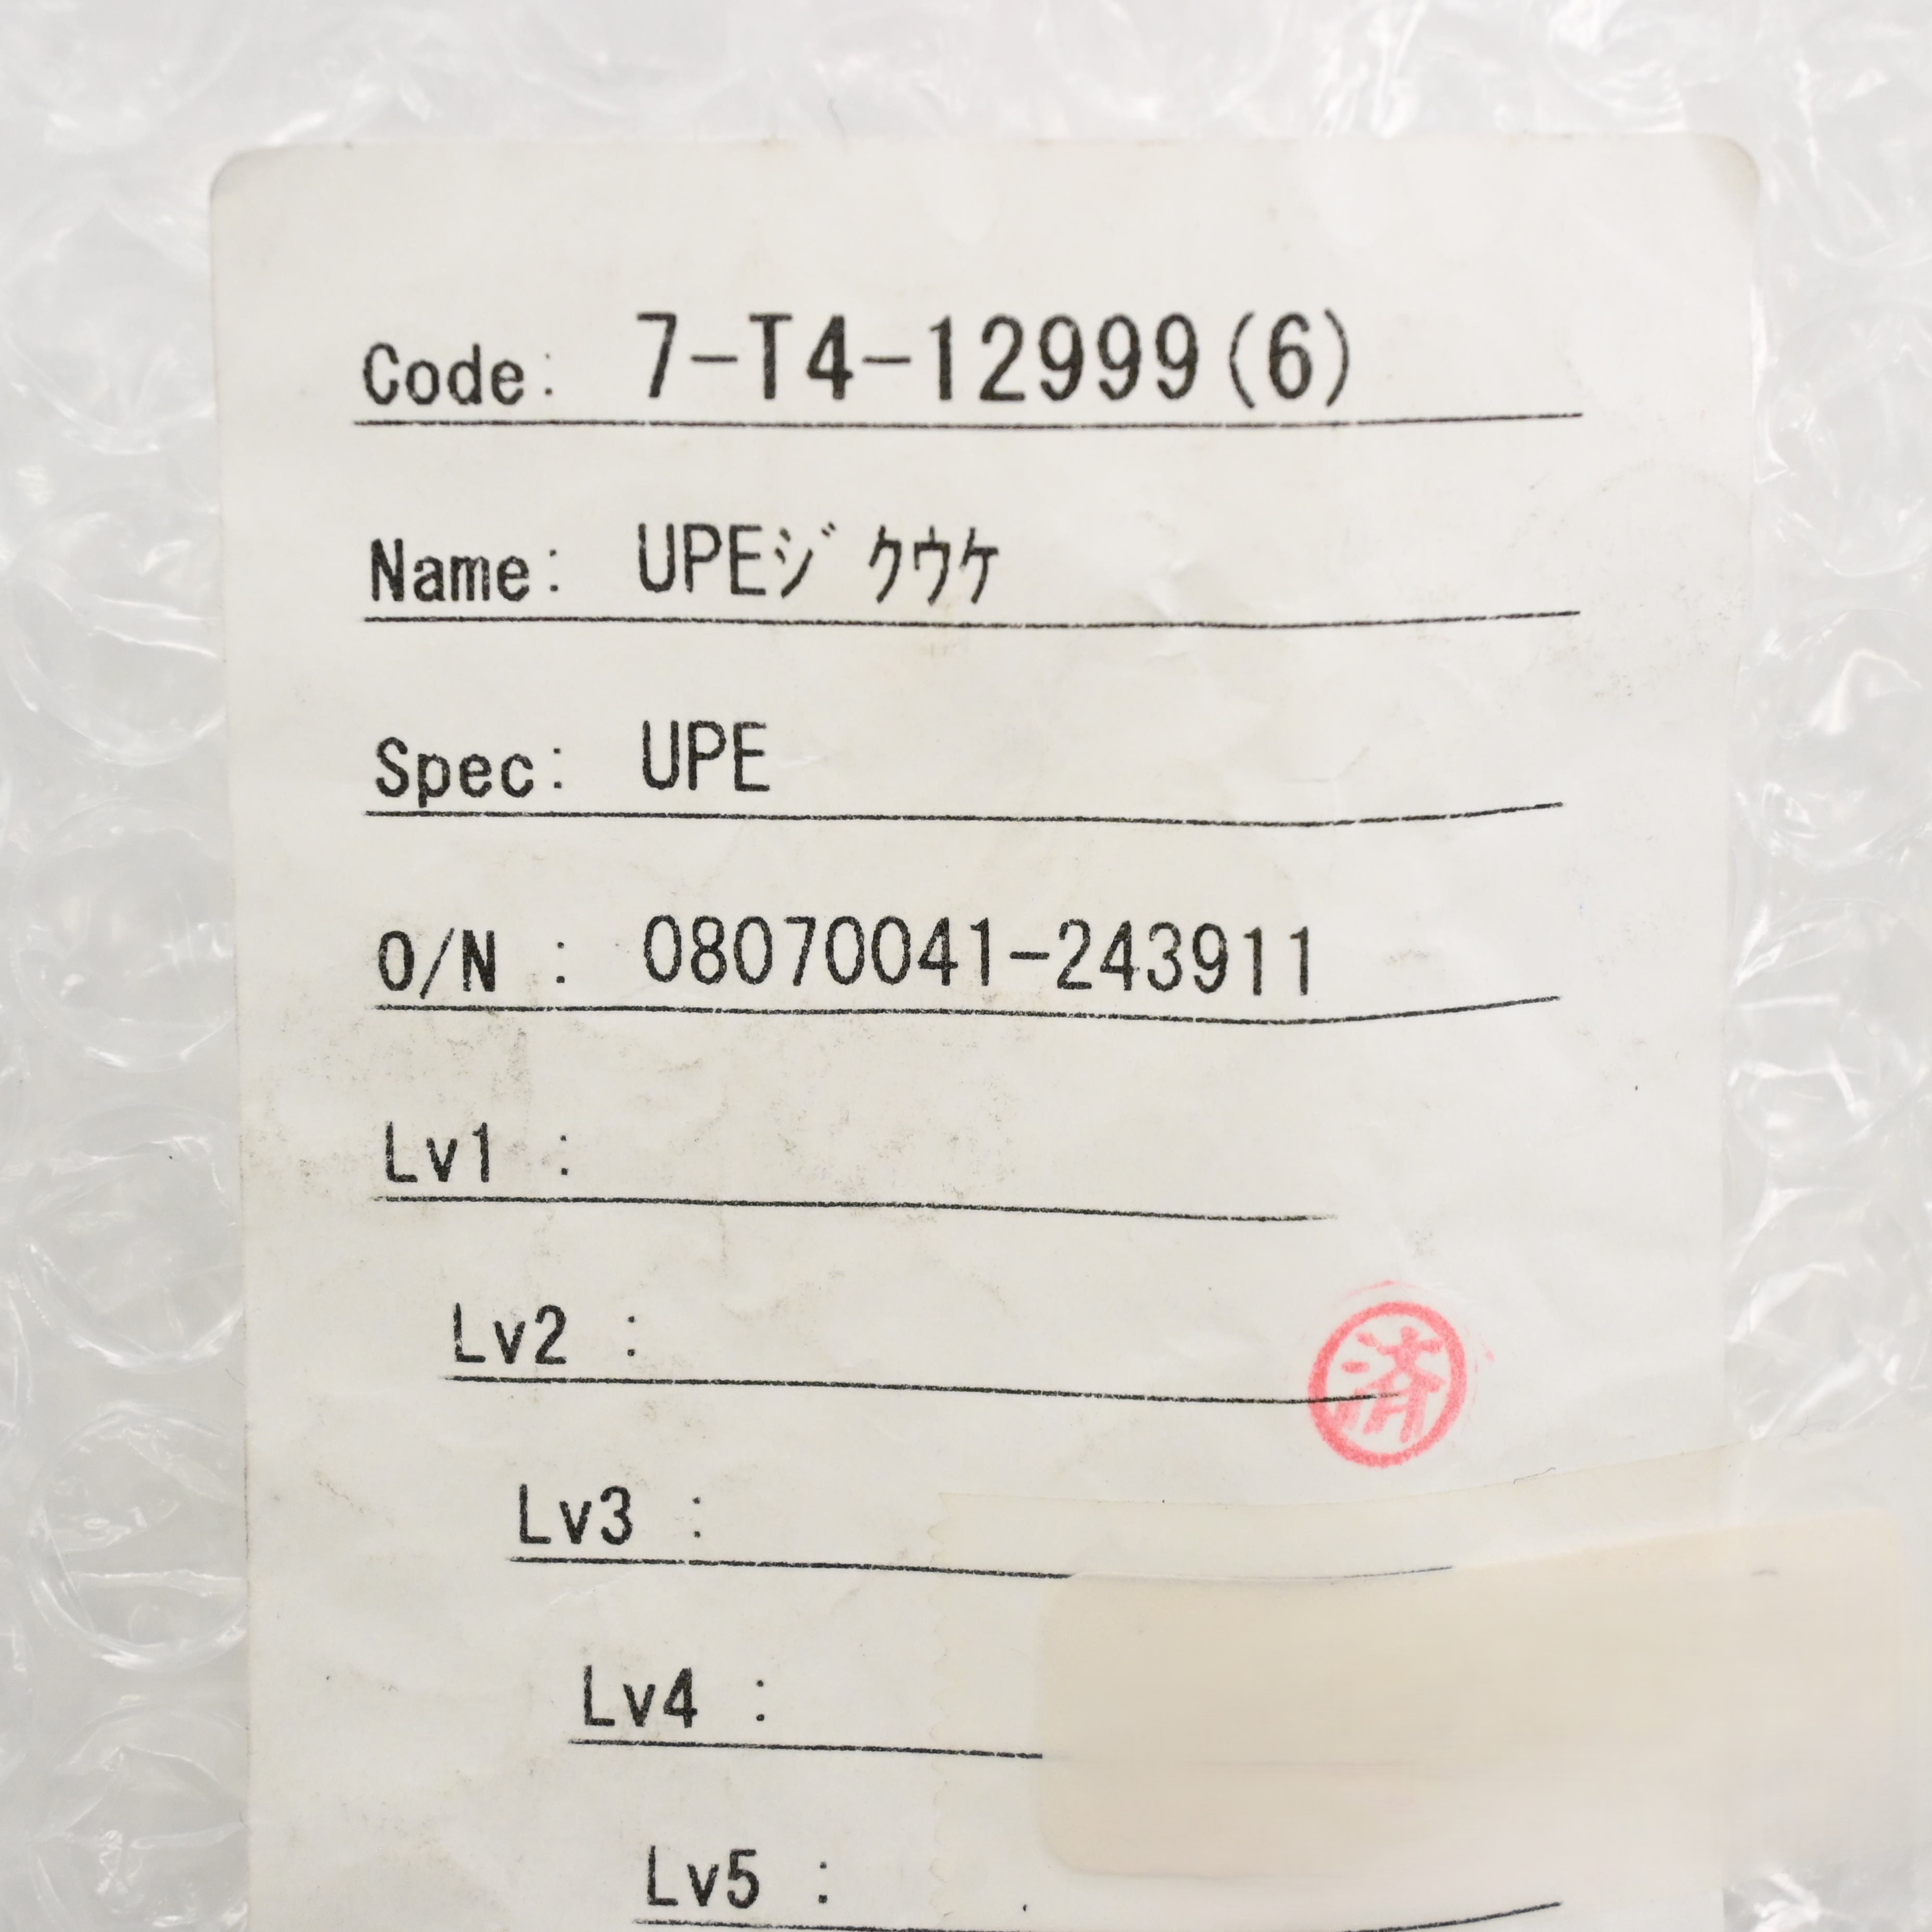 Code: 7-T4-12999(6)
Name: UPEｼﾞｸｳｹ
Spec: UPE
O/N : 08070041-243911
Lv1 :
Lv2 :
済
Lv3 :
Lv4 :
Lv5 :